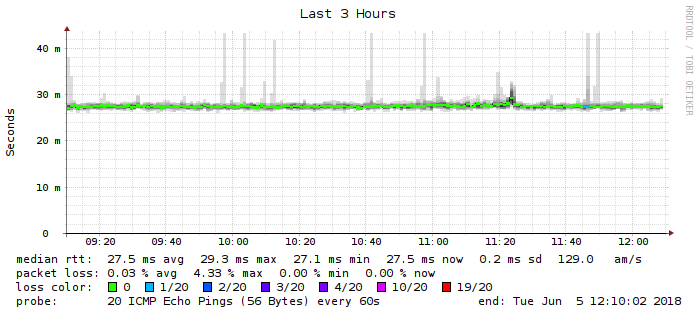 Last 3 Hours
RRDTOOL / TOBI OETIKER
Seconds
40 m
30 m
20 m
10 m
0
09:20 09:40 10:00 10:20 10:40 11:00 11:20 11:40 12:00
median rtt: 27.5 ms avg 29.3 ms max 27.1 ms min 27.5 ms now 0.2 ms sd 129.0 am/s
packet loss: 0.03 % avg 4.33 % max 0.00 % min 0.00 % now
loss color: 0 1/20 2/20 3/20 4/20 10/20 19/20
probe: 20 ICMP Echo Pings (56 Bytes) every 60s end: Tue Jun 5 12:10:02 2018